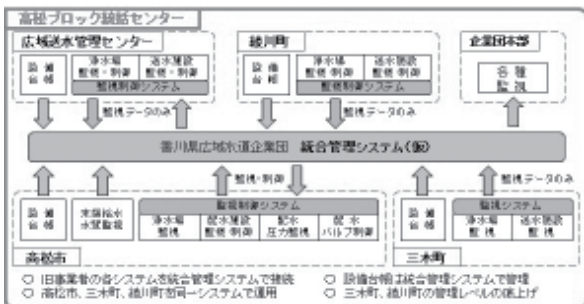 高松ブロック統括センター
広域送水管理センター
設備台帳
浄水場監視・制御
送水施設監視・制御
監視制御システム
監視データのみ
綾川町
設備台帳
浄水場監視・制御
送水施設監視・制御
監視制御システム
監視データのみ
企業団本部
各種監視
香川県広域水道企業団 統合管理システム(仮)
監視・制御
監視データのみ
設備台帳
水質監視
監視制御システム
浄水場監視
配水施設監視・制御
配水圧力監視
配水バルブ制御
高松市
設備台帳
監視システム
浄水場監視
送水施設監視
三木町
○ 旧事業者の各システムを統合管理システムで接続
○ 高松市、三木町、綾川町を同一システムで運用
○ 設備台帳は統合管理システムで管理
○ 三木町、綾川町の管理レベルの底上げ